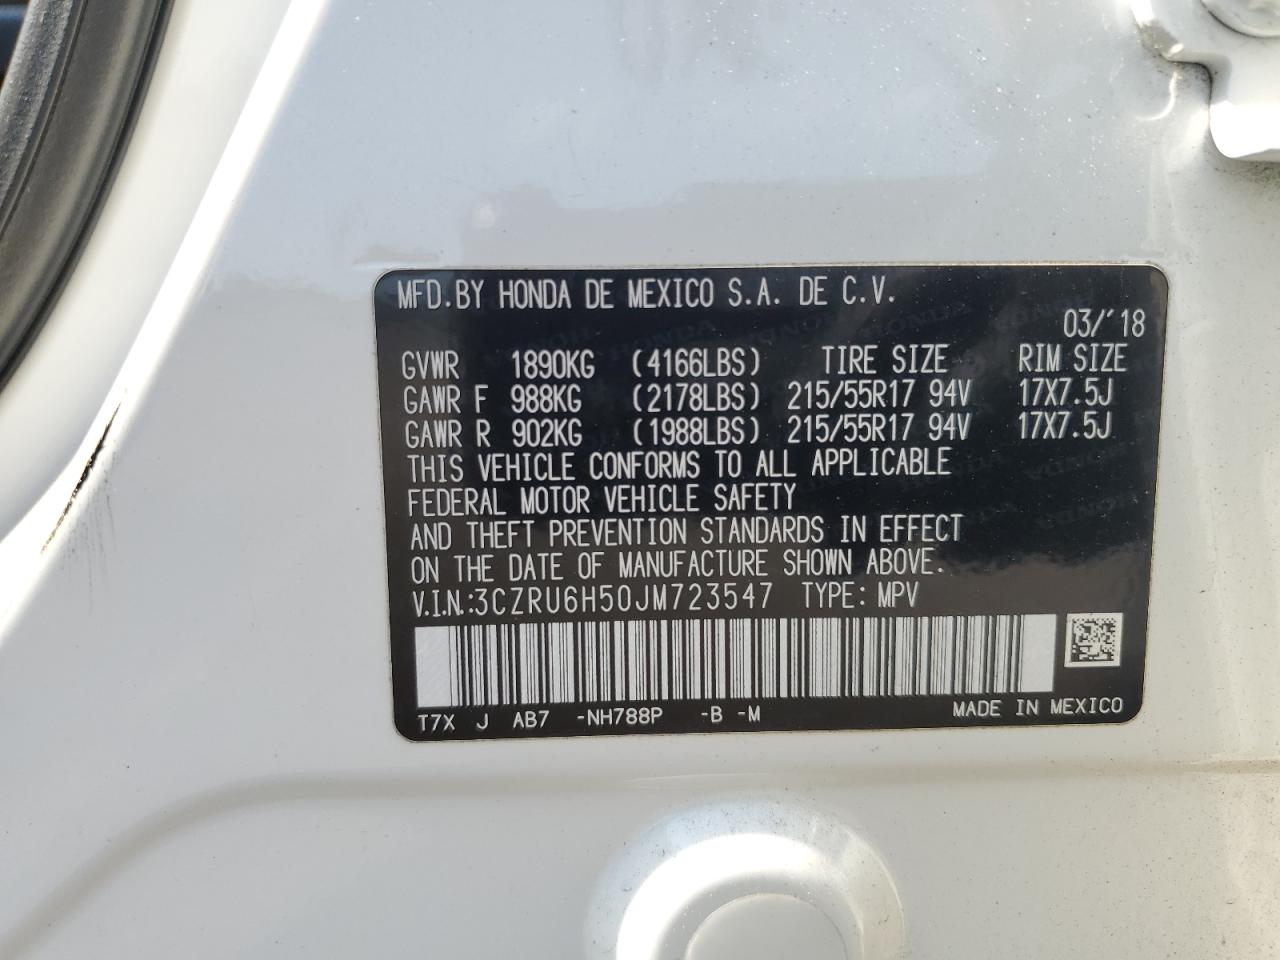 MFD.BY HONDA DE MEXICO S.A. DE C.V.
03/'18
GVWR 1890KG (4166LBS) TIRE SIZE RIM SIZE
GAWR F 988KG (2178LBS) 215/55R17 94V 17X7.5J
GAWR R 902KG (1988LBS) 215/55R17 94V 17X7.5J
THIS VEHICLE CONFORMS TO ALL APPLICABLE
FEDERAL MOTOR VEHICLE SAFETY
AND THEFT PREVENTION STANDARDS IN EFFECT
ON THE DATE OF MANUFACTURE SHOWN ABOVE.
V.I.N.:3CZRU6H50JM723547 TYPE: MPV
T7X J AB7 -NH788P -B -M MADE IN MEXICO